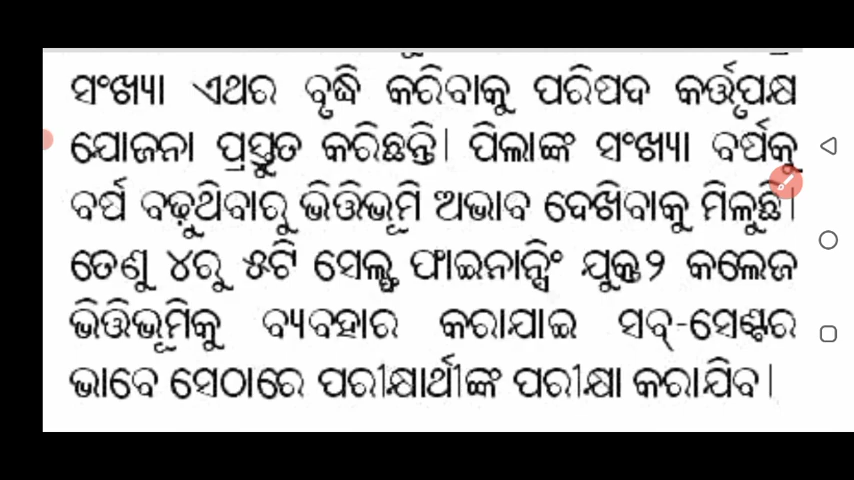 ସଂଖ୍ୟା ଏଥର ବୃଦ୍ଧି କରିବାକୁ ପରିଷଦ କର୍ତ୍ତୃପକ୍ଷ
ଯୋଜନା ପ୍ରସ୍ତୁତ କରିଛନ୍ତି। ପିଲାଙ୍କ ସଂଖ୍ୟା ବର୍ଷକୁ
ବର୍ଷ ବଢ଼ୁଥିବାରୁ ଭିତ୍ତିଭୂମି ଅଭାବ ଦେଖିବାକୁ ମିଳୁଛି।
ତେଣୁ ୪ରୁ ୫ଟି ସେଲ୍ଫ ଫାଇନାନ୍ସିଂ ଯୁକ୍ତ୨ କଲେଜ
ଭିତ୍ତିଭୂମିକୁ ବ୍ୟବହାର କରାଯାଇ ସବ୍-ସେଣ୍ଟର
ଭାବେ ସେଠାରେ ପରୀକ୍ଷାର୍ଥୀଙ୍କ ପରୀକ୍ଷା କରାଯିବ।